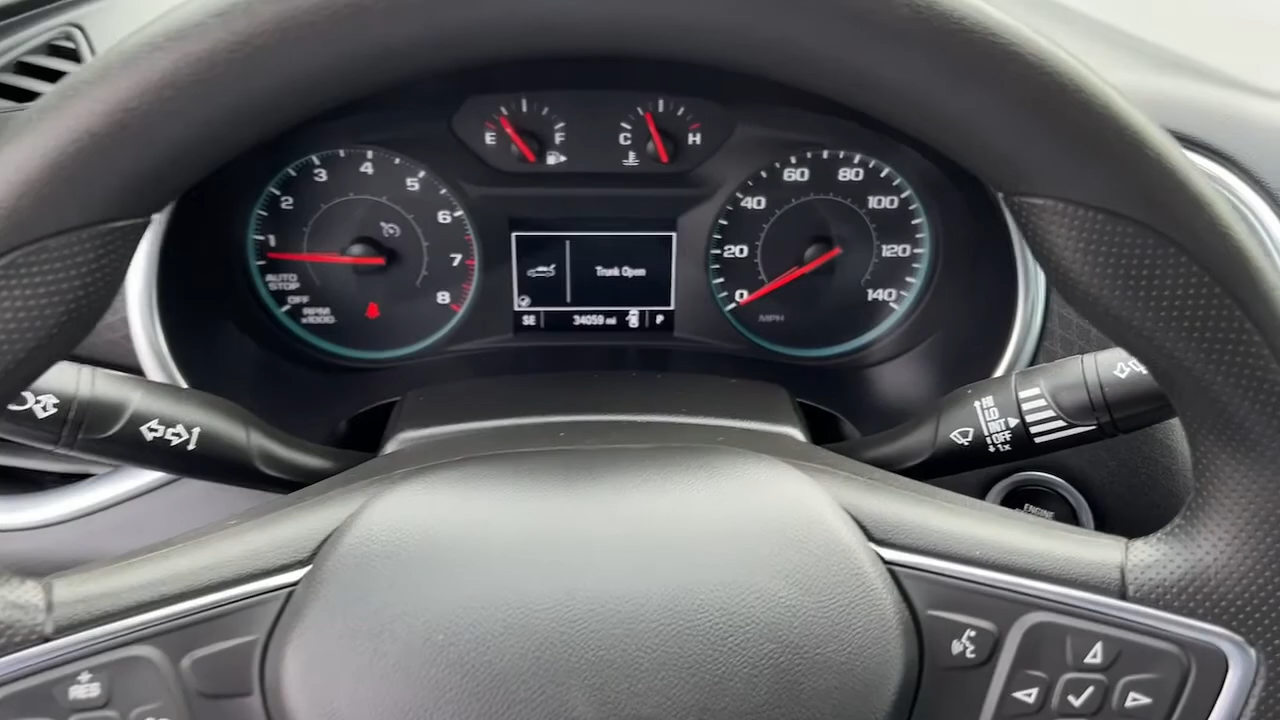 E F
C H
1 2 3 4 5 6 7 8
AUTO
STOP
OFF
RPM
x1000
0 20 40 60 80 100 120 140
MPH
Trunk Open
SE 34059 mi P
HI
LO
INT
OFF
1x
ENGINE
+
RES